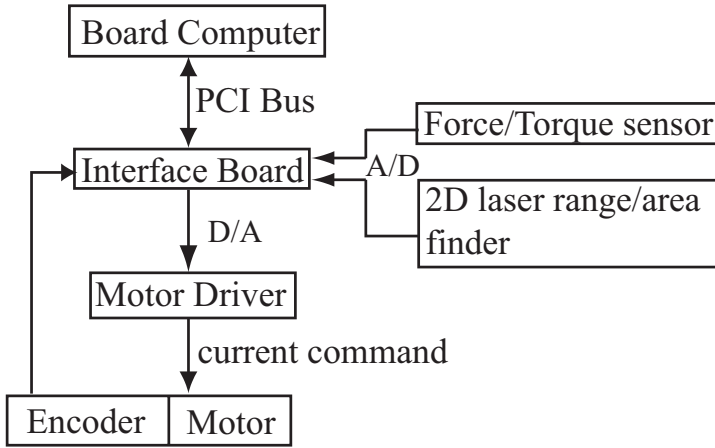 Board Computer
PCI Bus
Force/Torque sensor
A/D
Interface Board
2D laser range/area
finder
D/A
Motor Driver
current command
Encoder
Motor